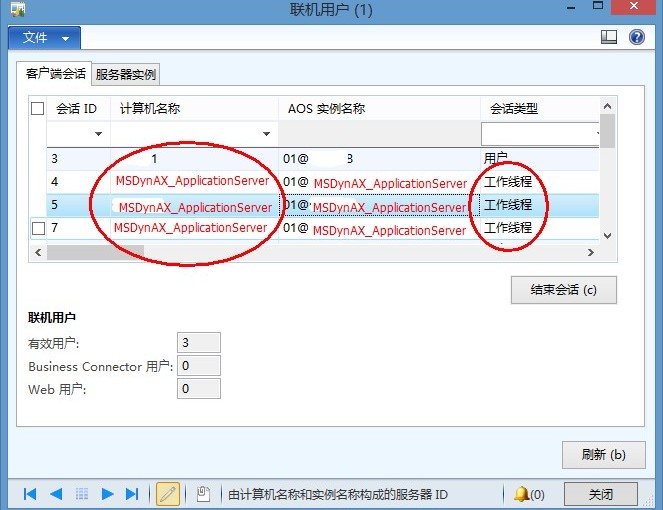 联机用户 (1)
文件
客户端会话 服务器实例
会话 ID 计算机名称 AOS 实例名称 会话类型
3 1 01@ 3 用户
4 MSDynAX_ApplicationServer 01@ MSDynAX_ApplicationServer 工作线程
5 MSDynAX_ApplicationServer 01@ MSDynAX_ApplicationServer 工作线程
7 MSDynAX_ApplicationServer 01@ MSDynAX_ApplicationServer 工作线程
结束会话 (c)
联机用户
有效用户: 3
Business Connector 用户: 0
Web 用户: 0
刷新 (b)
由计算机名称和实例名称构成的服务器 ID (0) 关闭